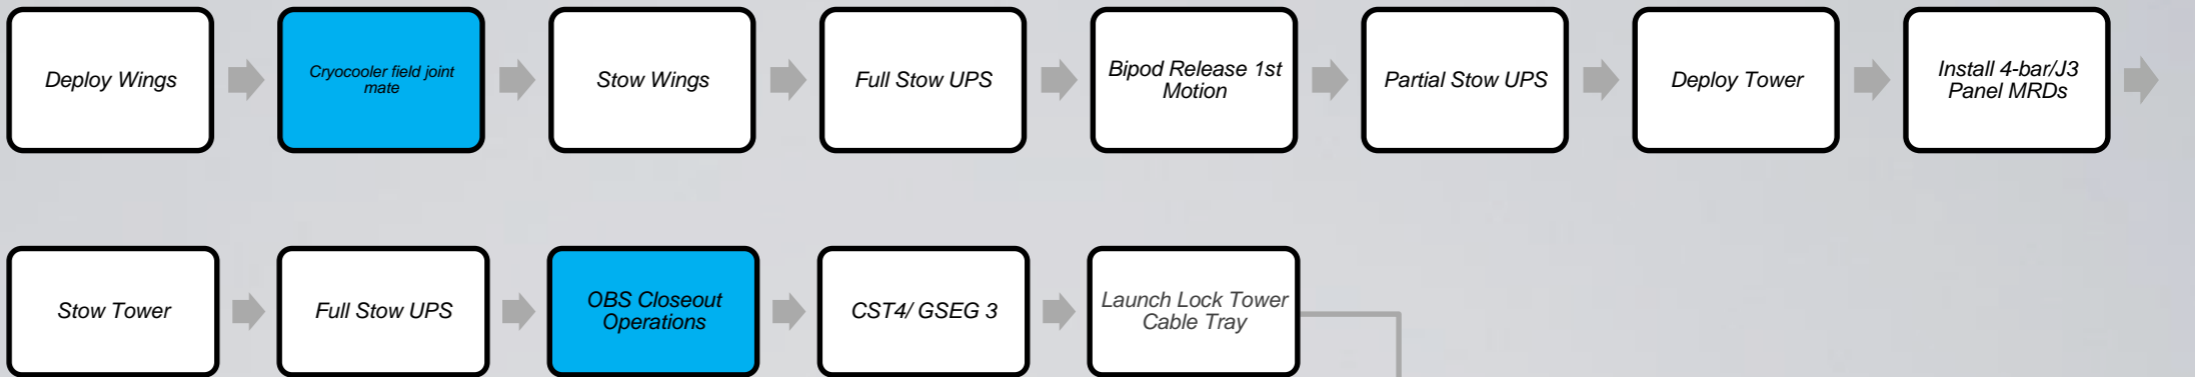 Deploy Wings
Cryocooler field joint
mate
Stow Wings
Full Stow UPS
Bipod Release 1st
Motion
Partial Stow UPS
Deploy Tower
Install 4-bar/J3
Panel MRDs
Stow Tower
Full Stow UPS
OBS Closeout
Operations
CST4/ GSEG 3
Launch Lock Tower
Cable Tray